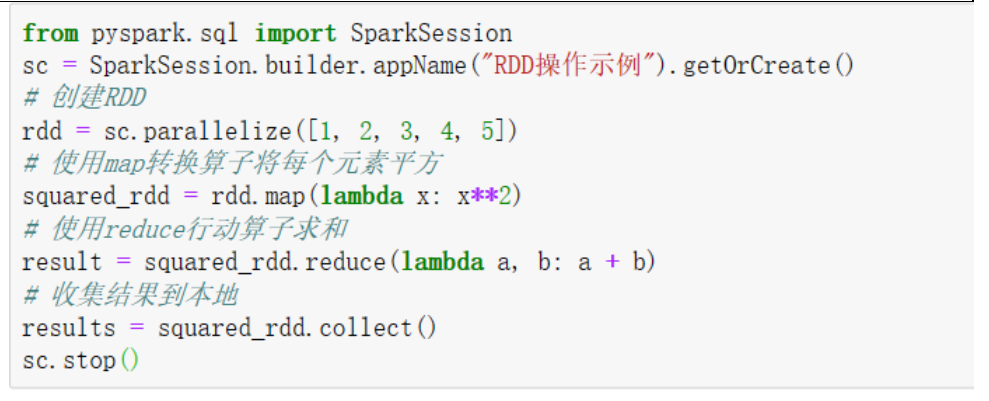 from pyspark.sql import SparkSession
sc = SparkSession.builder.appName("RDD操作示例").getOrCreate()
# 创建RDD
rdd = sc.parallelize([1, 2, 3, 4, 5])
# 使用map转换算子将每个元素平方
squared_rdd = rdd.map(lambda x: x**2)
# 使用reduce行动算子求和
result = squared_rdd.reduce(lambda a, b: a + b)
# 收集结果到本地
results = squared_rdd.collect()
sc.stop()